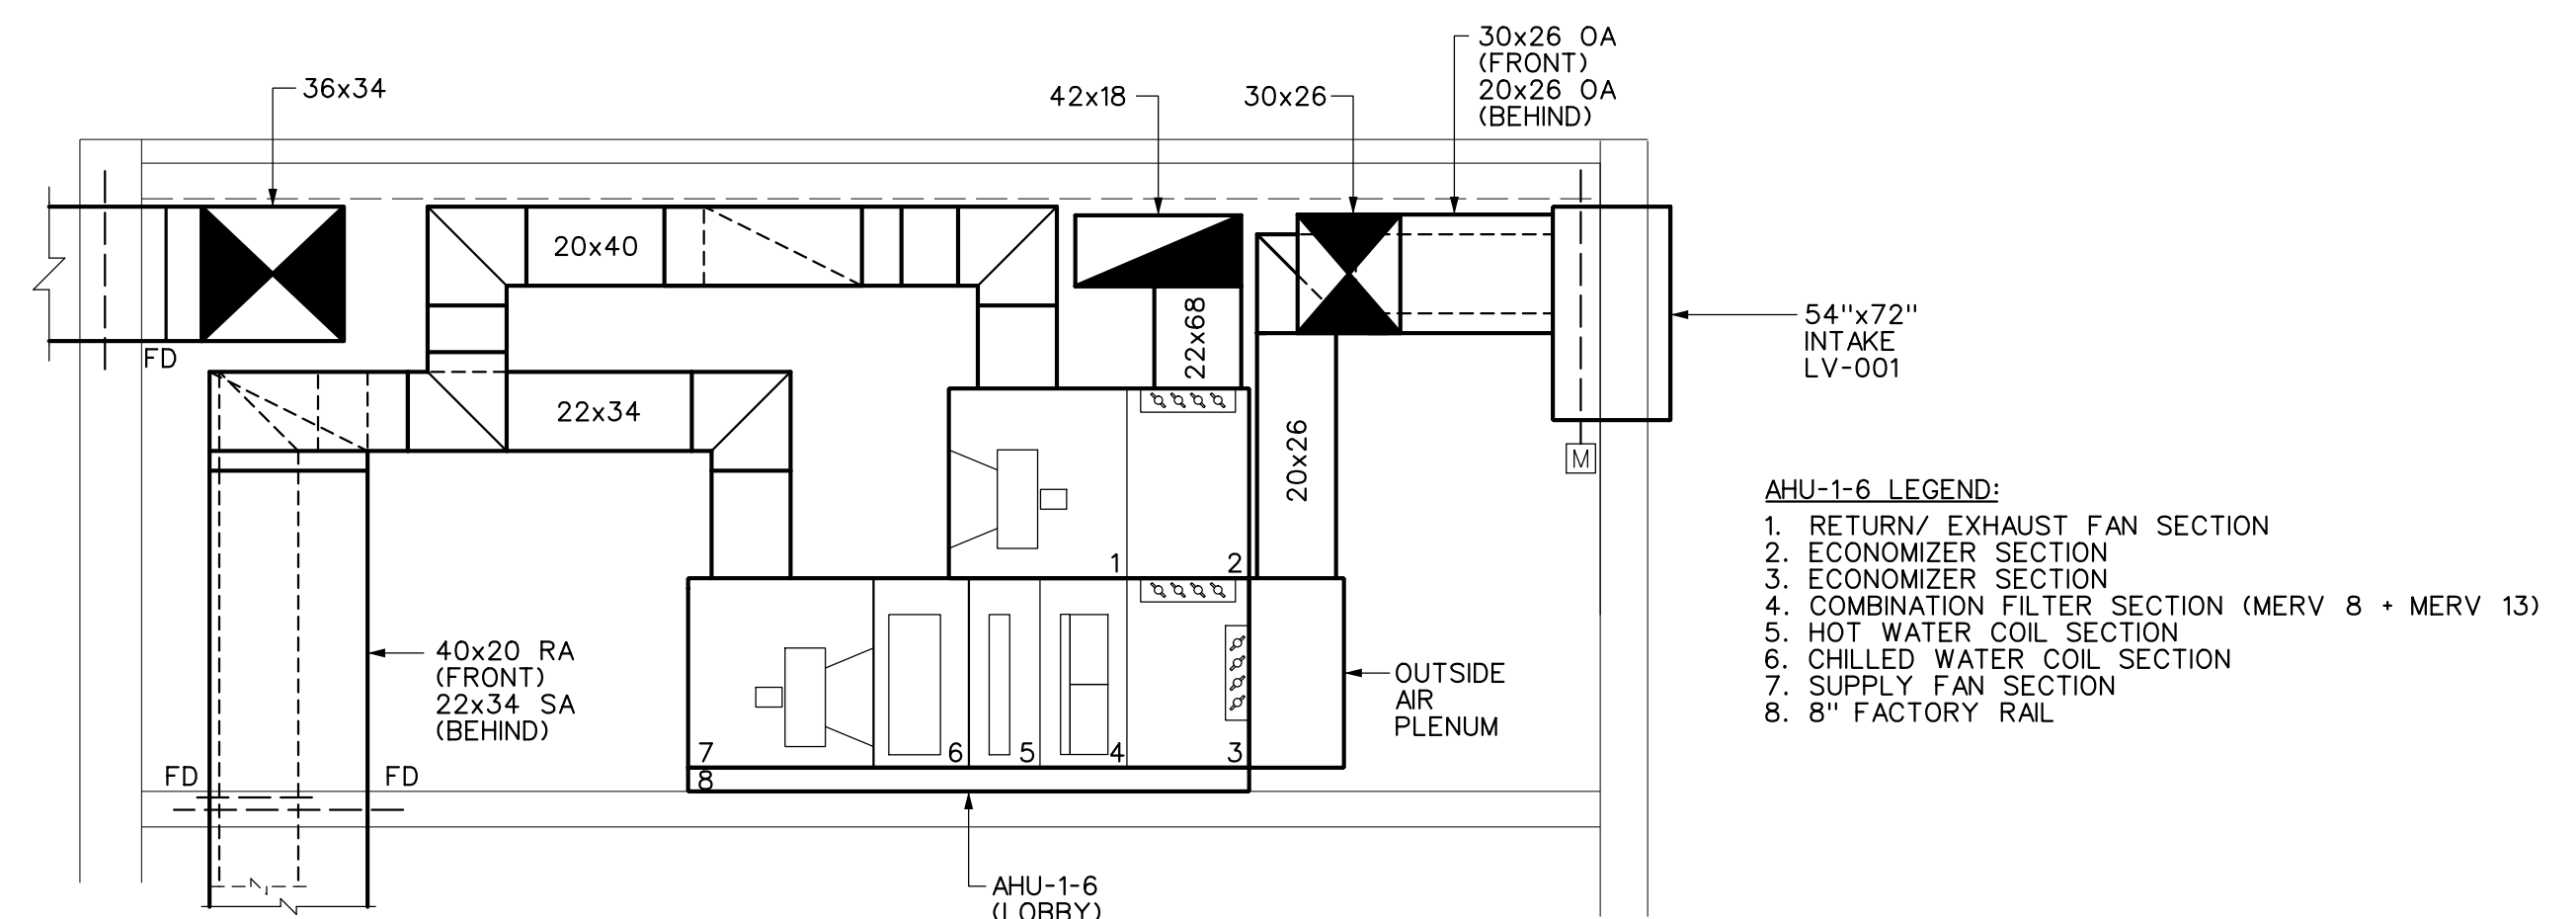 30x26 OA
(FRONT)
20x26 OA
(BEHIND)
36x34
42x18
30x26
20x40
22x68
54"x72"
INTAKE
LV-001
FD
22x34
20x26
M
AHU-1-6 LEGEND:
1. RETURN/ EXHAUST FAN SECTION
2. ECONOMIZER SECTION
3. ECONOMIZER SECTION
4. COMBINATION FILTER SECTION (MERV 8 + MERV 13)
5. HOT WATER COIL SECTION
6. CHILLED WATER COIL SECTION
7. SUPPLY FAN SECTION
8. 8" FACTORY RAIL
1
2
40x20 RA
(FRONT)
22x34 SA
(BEHIND)
OUTSIDE
AIR
PLENUM
7
6
5
4
3
8
FD
FD
AHU-1-6
(LOBBY)